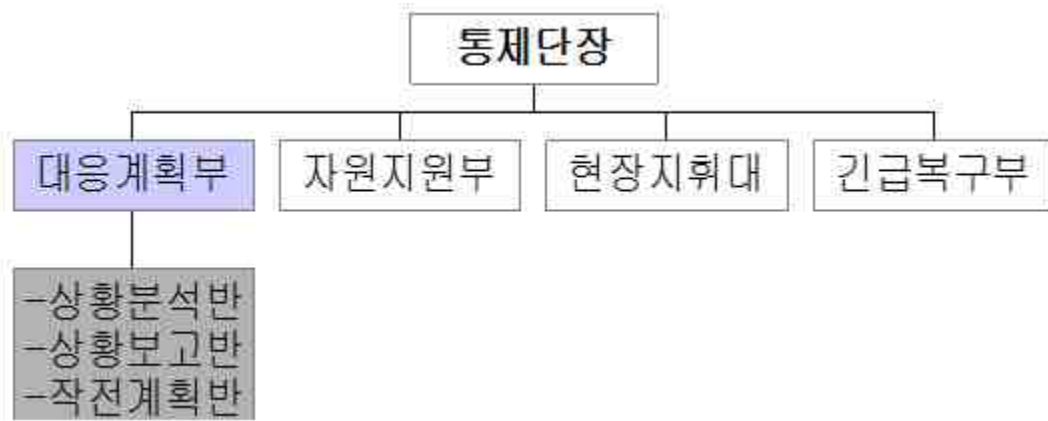 통제단장
대응계획부
자원지원부
현장지휘대
긴급복구부
-상황분석반
-상황보고반
-작전계획반